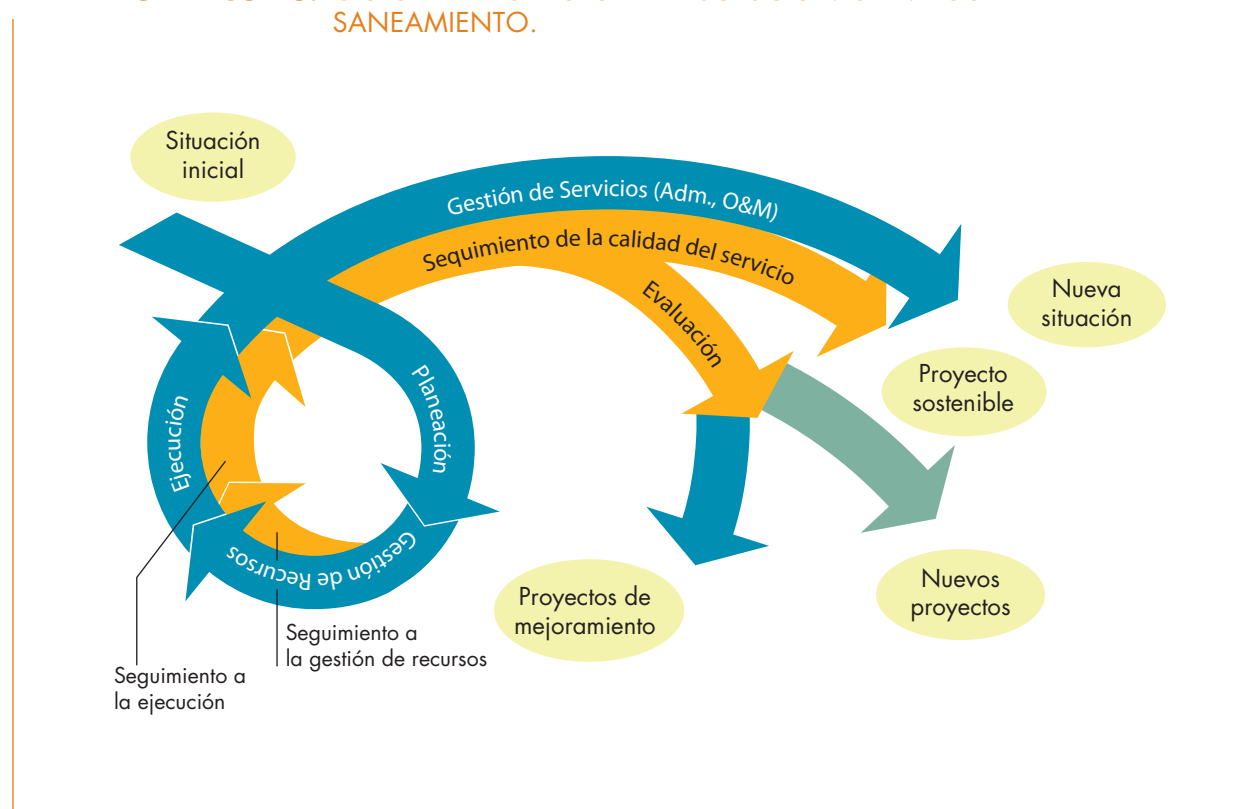 SANEAMIENTO.
Situación
inicial
Gestión de Servicios (Adm., O&M)
Sequimiento de la calidad del servicio
Evaluación
Nueva
situación
Proyecto
sostenible
Planeación
Ejecución
Gestión de Recursos
Nuevos
proyectos
Proyectos de
mejoramiento
Seguimiento a
la gestión de recursos
Seguimiento a
la ejecución